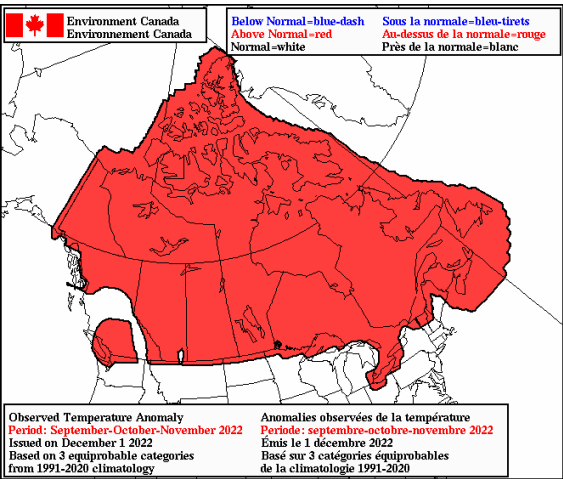 Environment Canada
Environnement Canada
Below Normal=blue-dash
Above Normal=red
Normal=white
Sous la normale=bleu-tirets
Au-dessus de la normale=rouge
Près de la normale=blanc
Observed Temperature Anomaly
Period: September-October-November 2022
Issued on December 1 2022
Based on 3 equiprobable categories
from 1991-2020 climatology
Anomalies observées de la température
Periode: septembre-octobre-novembre 2022
Émis le 1 décembre 2022
Basé sur 3 catégories équiprobables
de la climatologie 1991-2020